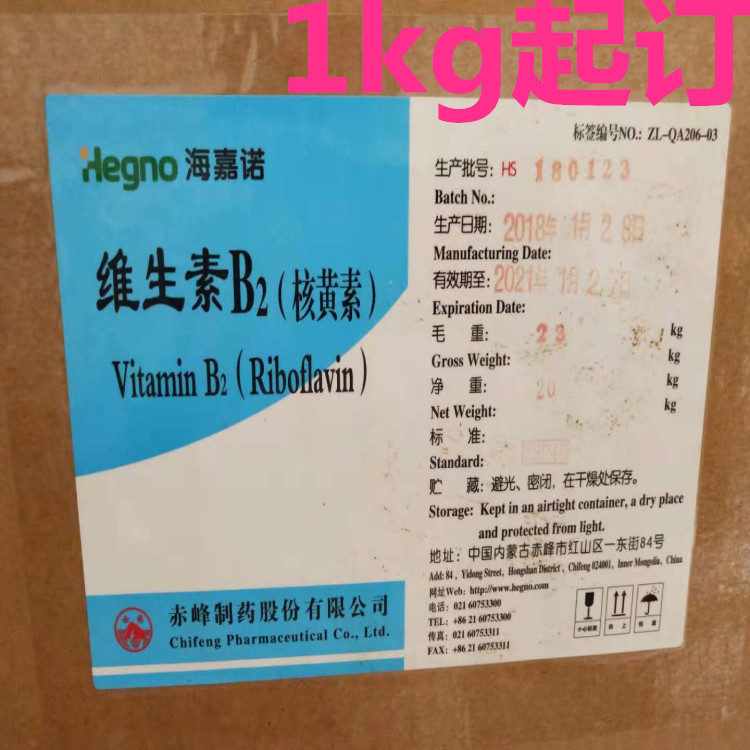 1kg起订
标签编号NO.: ZL-QA206-03
Hegno 海嘉诺
维生素B2(核黄素)
Vitamin B2 (Riboflavin)
赤峰制药股份有限公司
Chifeng Pharmaceutical Co., Ltd.
生产批号: HS 180123
Batch No.:
生产日期: 2018年1月28日
Manufacturing Date:
有效期至: 2021年1月27日
Expiration Date:
毛 重: 23 kg
Gross Weight: kg
净 重: 20 kg
Net Weight: kg
标 准:
Standard:
贮 藏: 避光、密闭,在干燥处保存。
Storage: Kept in an airtight container, a dry place
and protected from light.
地址: 中国内蒙古赤峰市红山区一东街84号
Add: 84, Yidong Street, Hongshan District, Chifeng 024001, Inner Mongolia, China
网址Web: http://www.hegno.com
电话: 021 60753300
TEL: +86 21 60753300
传真: 021 60753311
FAX: +86 21 60753311
向上